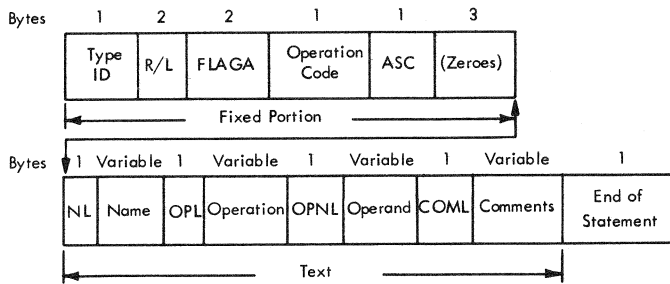 Bytes 1 2 2 1 1 3
Type ID R/L FLAGA Operation Code ASC (Zeroes)
Fixed Portion
Bytes 1 Variable 1 Variable 1 Variable 1 Variable 1
NL Name OPL Operation OPNL Operand COML Comments End of Statement
Text